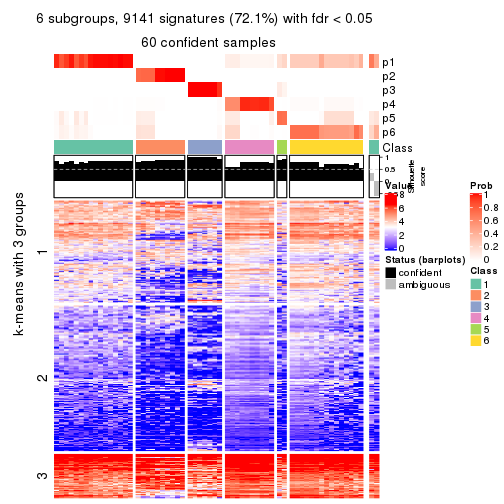 6 subgroups, 9141 signatures (72.1%) with fdr < 0.05
60 confident samples
p1
p2
p3
p4
p5
p6
Class
1
0.5
0
Silhouette
score
k-means with 3 groups
1
2
3
Value
8
6
4
2
0
Status (barplots)
confident
ambiguous
Prob
1
0.8
0.6
0.4
0.2
0
Class
1
2
3
4
5
6